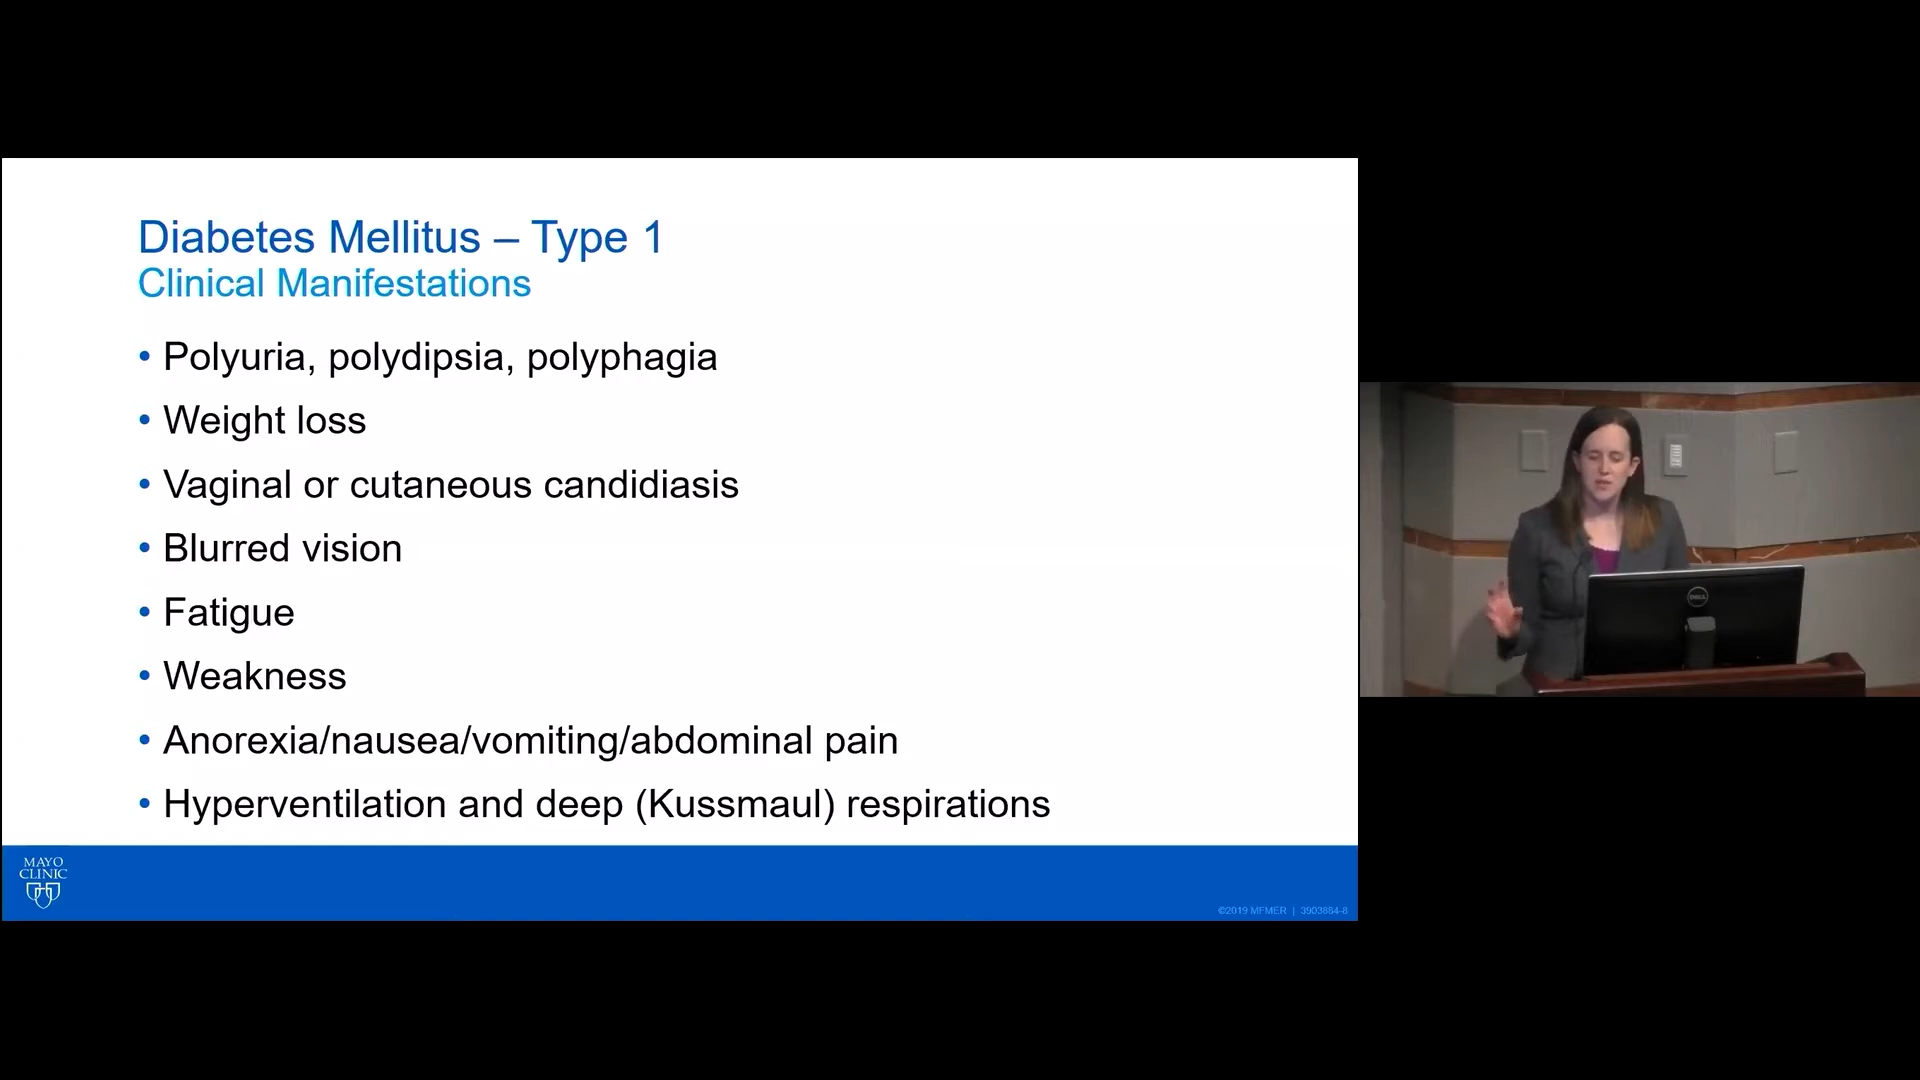 Diabetes Mellitus – Type 1
Clinical Manifestations
• Polyuria, polydipsia, polyphagia
• Weight loss
• Vaginal or cutaneous candidiasis
• Blurred vision
• Fatigue
• Weakness
• Anorexia/nausea/vomiting/abdominal pain
• Hyperventilation and deep (Kussmaul) respirations
MAYO
CLINIC
©2019 MFMER | 3903884-8
DELL